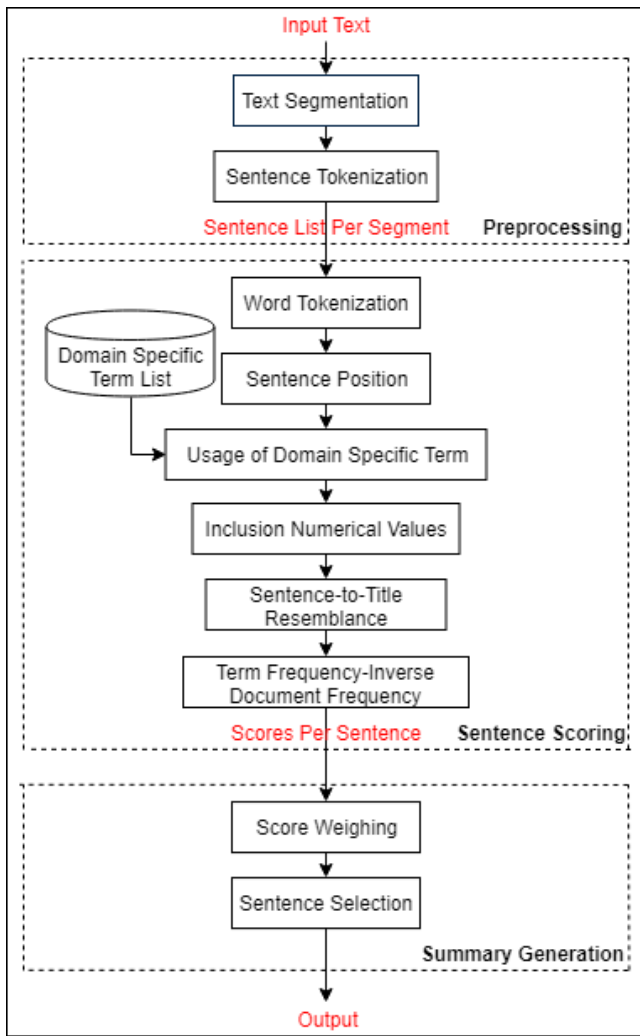 Input Text
Text Segmentation
Sentence Tokenization
Sentence List Per Segment
Preprocessing
Word Tokenization
Domain Specific
Term List
Sentence Position
Usage of Domain Specific Term
Inclusion Numerical Values
Sentence-to-Title
Resemblance
Term Frequency-Inverse
Document Frequency
Scores Per Sentence
Sentence Scoring
Score Weighing
Sentence Selection
Summary Generation
Output